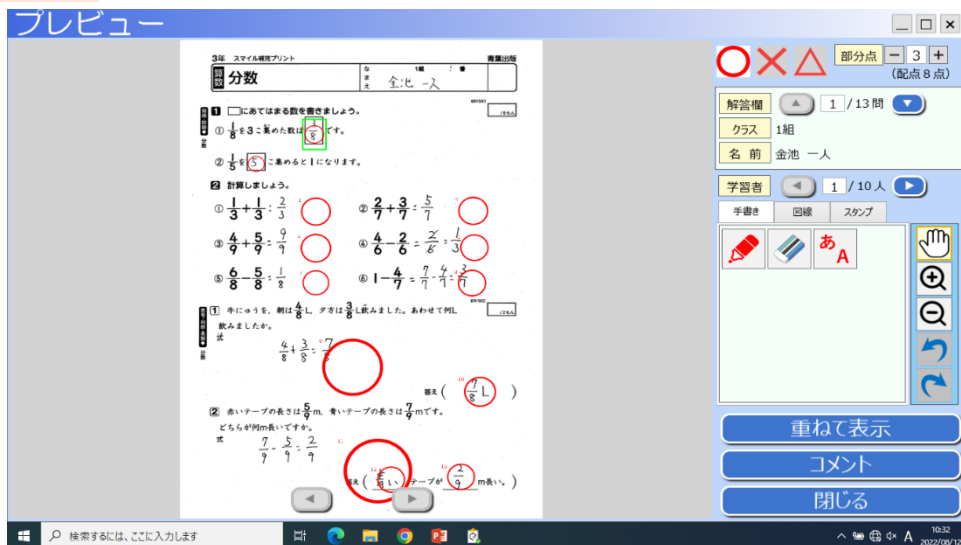 プレビュー
3年 スマイル補充プリント 青葉出版
算数 分数
なまえ 1組 1番
金池 一人
1 □にあてはまる数を書きましょう。
① 1/8を3こ集めた数は 3/8 です。
② 1/5を 5 こ集めると1になります。
2 計算しましょう。
① 1/3+1/3=2/3 ② 2/7+3/7=5/7
③ 4/9+5/9=9/9 ④ 4/6-2/6=2/6=1/3
⑤ 6/8-5/8=1/8 ⑥ 1-4/7=7/7-4/7=3/7
1 牛にゅうを、朝は4/8L、夕方は3/8L飲みました。あわせて何L
飲みましたか。
式
4/8+3/8=7/8
答え ( 7/8 L )
2 赤いテープの長さは5/9m、青いテープの長さは7/9mです。
どちらが何m長いですか。
式
7/9-5/9=2/9
答え ( い テープが 2/9 m長い。 )
部分点 - 3 +
(配点8点)
解答欄 1 / 13問
クラス 1組
名 前 金池 一人
学習者 1 / 10人
手書き 図線 スタンプ
あA
重ねて表示
コメント
閉じる
検索するには、ここに入力します
A 10:32
2022/08/12